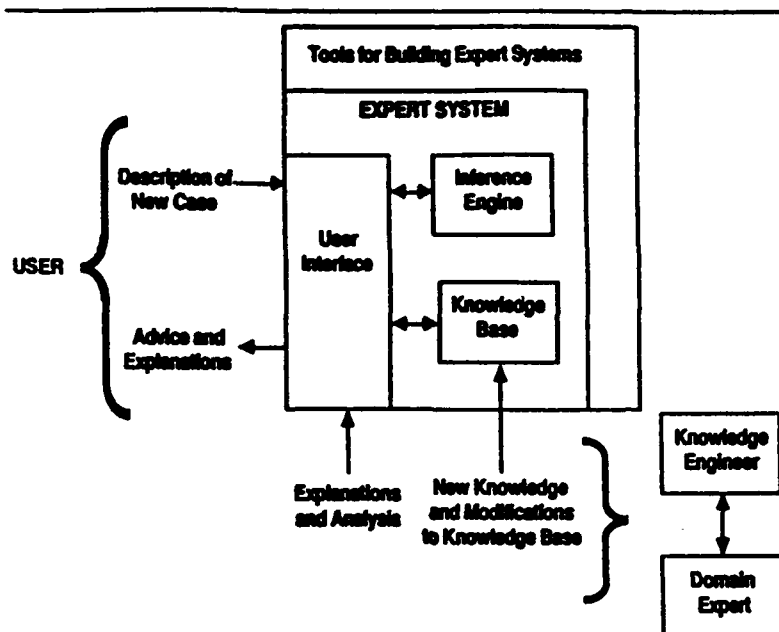 Tools for Building Expert Systems
EXPERT SYSTEM
Description of
New Case
Inference
Engine
User
Interface
USER
Knowledge
Base
Advice and
Explanations
Explanations
and Analysis
New Knowledge
and Modifications
to Knowledge Base
Knowledge
Engineer
Domain
Expert